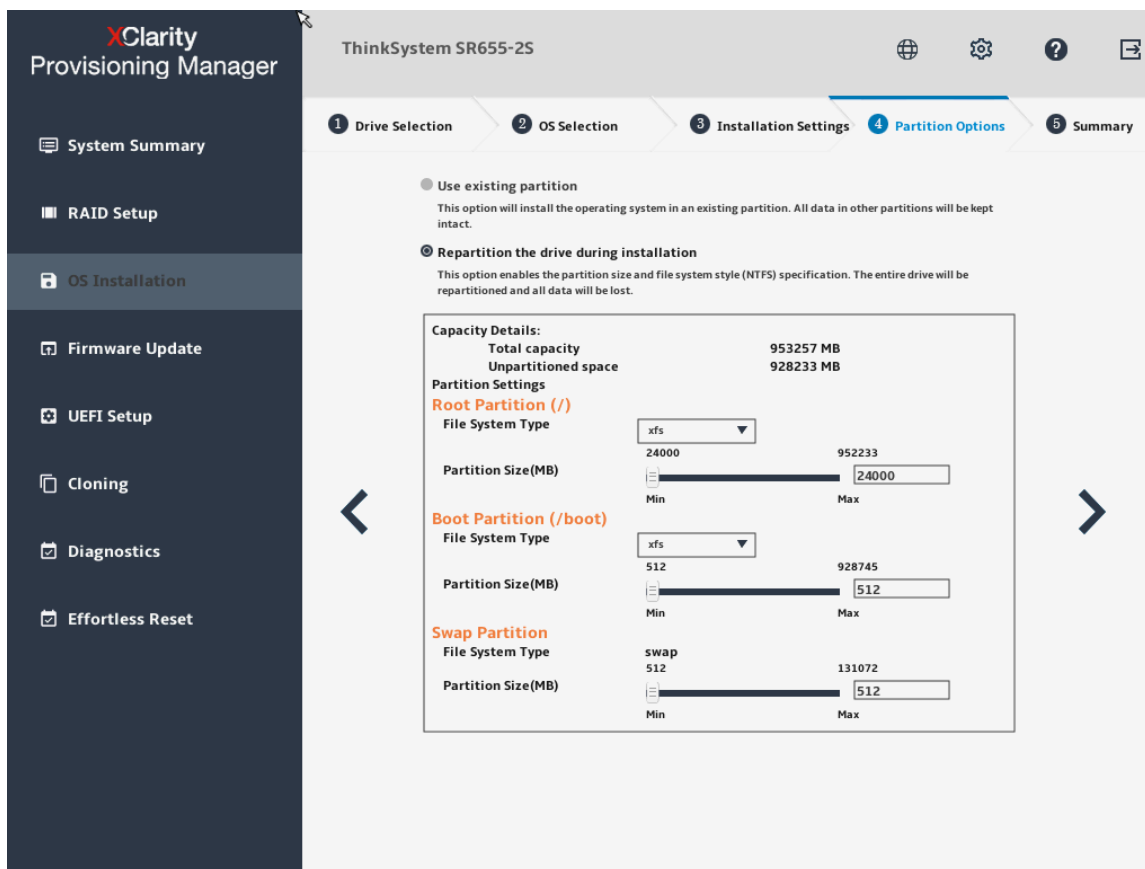 XClarity
Provisioning Manager
ThinkSystem SR655-2S
System Summary
RAID Setup
OS Installation
Firmware Update
UEFI Setup
Cloning
Diagnostics
Effortless Reset
1 Drive Selection
2 OS Selection
3 Installation Settings
4 Partition Options
5 Summary
Use existing partition
This option will install the operating system in an existing partition. All data in other partitions will be kept
intact.
Repartition the drive during installation
This option enables the partition size and file system style (NTFS) specification. The entire drive will be
repartitioned and all data will be lost.
Capacity Details:
Total capacity 953257 MB
Unpartitioned space 928233 MB
Partition Settings
Root Partition (/)
File System Type xfs
24000 952233
Partition Size(MB) 24000
Min Max
Boot Partition (/boot)
File System Type xfs
512 928745
Partition Size(MB) 512
Min Max
Swap Partition
File System Type swap
512 131072
Partition Size(MB) 512
Min Max